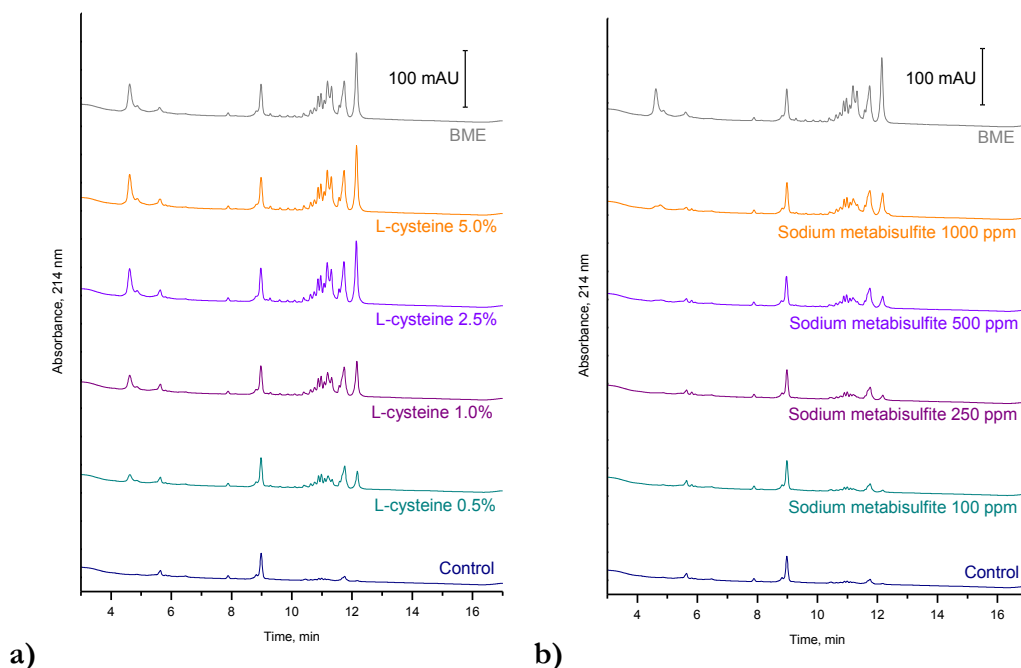 100 mAU
BME
L-cysteine 5.0%
L-cysteine 2.5%
L-cysteine 1.0%
L-cysteine 0.5%
Control
Absorbance, 214 nm
4 6 8 10 12 14 16
Time, min
a)
100 mAU
BME
Sodium metabisulfite 1000 ppm
Sodium metabisulfite 500 ppm
Sodium metabisulfite 250 ppm
Sodium metabisulfite 100 ppm
Control
Absorbance, 214 nm
4 6 8 10 12 14 16
Time, min
b)